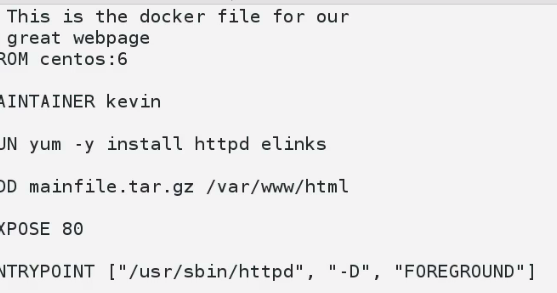 This is the docker file for our
great webpage
ROM centos:6
AINTAINER kevin
UN yum -y install httpd elinks
DD mainfile.tar.gz /var/www/html
XPOSE 80
NTRYPOINT ["/usr/sbin/httpd", "-D", "FOREGROUND"]